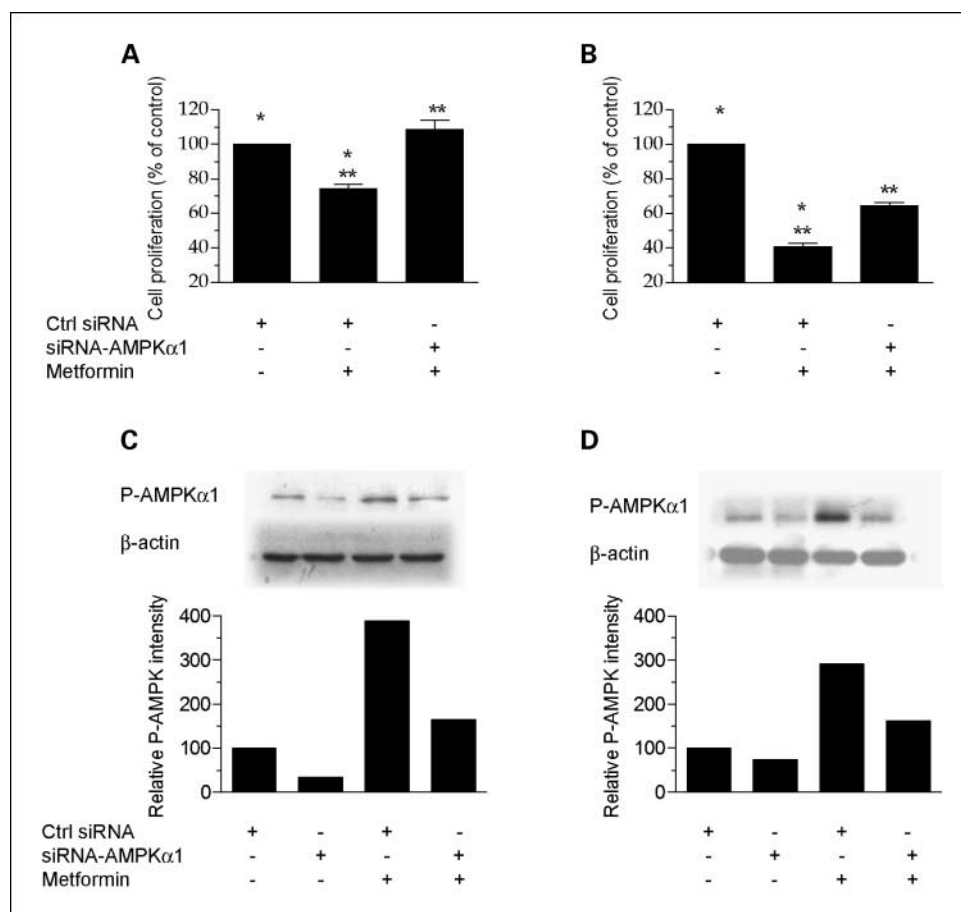 A
Cell proliferation (% of control)
120
100
80
60
40
20
*
*
**
**
B
Cell proliferation (% of control)
120
100
80
60
40
20
*
*
**
**
Ctrl siRNA + + - + + -
siRNA-AMPKα1 - - + - - +
Metformin - + + - + +
C
P-AMPKα1
β-actin
Relative P-AMPK intensity
400
300
200
100
0
D
P-AMPKα1
β-actin
Relative P-AMPK intensity
400
300
200
100
0
Ctrl siRNA + - + - + - + -
siRNA-AMPKα1 - + - + - + - +
Metformin - - + + - - + +